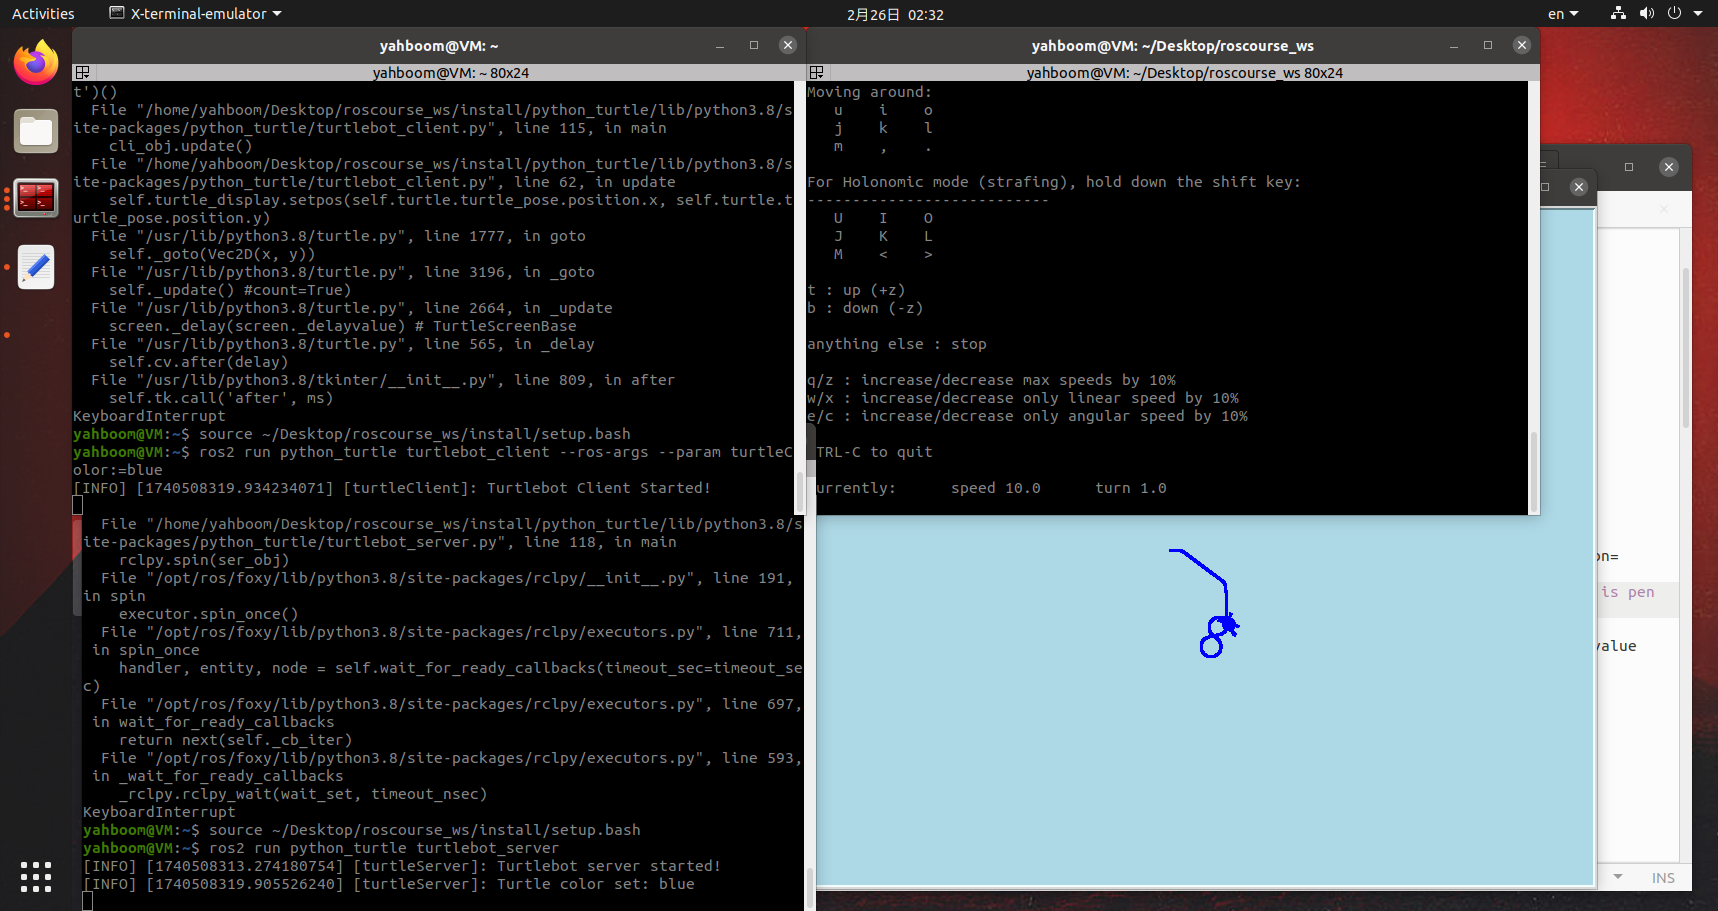 Activities
X-terminal-emulator
2月26日 02:32
en
yahboom@VM: ~
yahboom@VM: ~ 80x24
t')()
  File "/home/yahboom/Desktop/roscourse_ws/install/python_turtle/lib/python3.8/s
ite-packages/python_turtle/turtlebot_client.py", line 115, in main
    cli_obj.update()
  File "/home/yahboom/Desktop/roscourse_ws/install/python_turtle/lib/python3.8/s
ite-packages/python_turtle/turtlebot_client.py", line 62, in update
    self.turtle_display.setpos(self.turtle.turtle_pose.position.x, self.turtle.t
urtle_pose.position.y)
  File "/usr/lib/python3.8/turtle.py", line 1777, in goto
    self._goto(Vec2D(x, y))
  File "/usr/lib/python3.8/turtle.py", line 3196, in _goto
    self._update() #count=True)
  File "/usr/lib/python3.8/turtle.py", line 2664, in _update
    screen._delay(screen._delayvalue) # TurtleScreenBase
  File "/usr/lib/python3.8/turtle.py", line 565, in _delay
    self.cv.after(delay)
  File "/usr/lib/python3.8/tkinter/__init__.py", line 809, in after
    self.tk.call('after', ms)
KeyboardInterrupt
yahboom@VM:~$ source ~/Desktop/roscourse_ws/install/setup.bash
yahboom@VM:~$ ros2 run python_turtle turtlebot_client --ros-args --param turtleC
olor:=blue
[INFO] [1740508319.934234071] [turtleClient]: Turtlebot Client Started!
  File "/home/yahboom/Desktop/roscourse_ws/install/python_turtle/lib/python3.8/s
ite-packages/python_turtle/turtlebot_server.py", line 118, in main
    rclpy.spin(ser_obj)
  File "/opt/ros/foxy/lib/python3.8/site-packages/rclpy/__init__.py", line 191,
in spin
    executor.spin_once()
  File "/opt/ros/foxy/lib/python3.8/site-packages/rclpy/executors.py", line 711,
 in spin_once
    handler, entity, node = self.wait_for_ready_callbacks(timeout_sec=timeout_se
c)
  File "/opt/ros/foxy/lib/python3.8/site-packages/rclpy/executors.py", line 697,
 in wait_for_ready_callbacks
    return next(self._cb_iter)
  File "/opt/ros/foxy/lib/python3.8/site-packages/rclpy/executors.py", line 593,
 in _wait_for_ready_callbacks
    _rclpy.rclpy_wait(wait_set, timeout_nsec)
KeyboardInterrupt
yahboom@VM:~$ source ~/Desktop/roscourse_ws/install/setup.bash
yahboom@VM:~$ ros2 run python_turtle turtlebot_server
[INFO] [1740508313.274180754] [turtleServer]: Turtlebot server started!
[INFO] [1740508319.905526240] [turtleServer]: Turtle color set: blue
yahboom@VM: ~/Desktop/roscourse_ws
yahboom@VM: ~/Desktop/roscourse_ws 80x24
Moving around:
   u    i    o
   j    k    l
   m    ,    .
For Holonomic mode (strafing), hold down the shift key:
---------------------------
   U    I    O
   J    K    L
   M    <    >
t : up (+z)
b : down (-z)
anything else : stop
q/z : increase/decrease max speeds by 10%
w/x : increase/decrease only linear speed by 10%
e/c : increase/decrease only angular speed by 10%
TRL-C to quit
urrently:      speed 10.0      turn 1.0
on=
is pen
value
INS